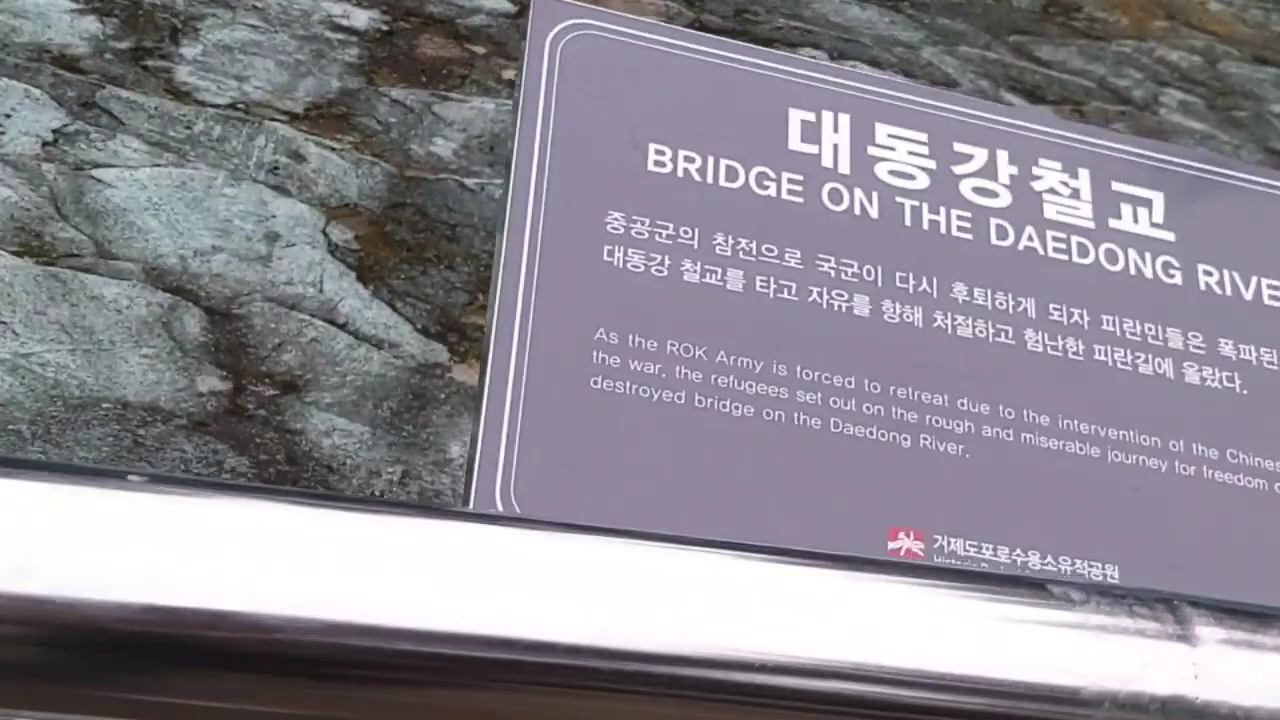 대동강철교
BRIDGE ON THE DAEDONG
중공군의 참전으로 국군이 다시 후퇴하게 되자 피란민들은 폭파된
대동강 철교를 타고 자유를 향해 처절하고 험난한 피란길에 올랐다.
As the ROK Army is forced to retreat due to the intervention of the
the war, the refugees set out on the rough and miserable journey for freedom
destroyed bridge on the Daedong River.
거제도포로수용소유적공원